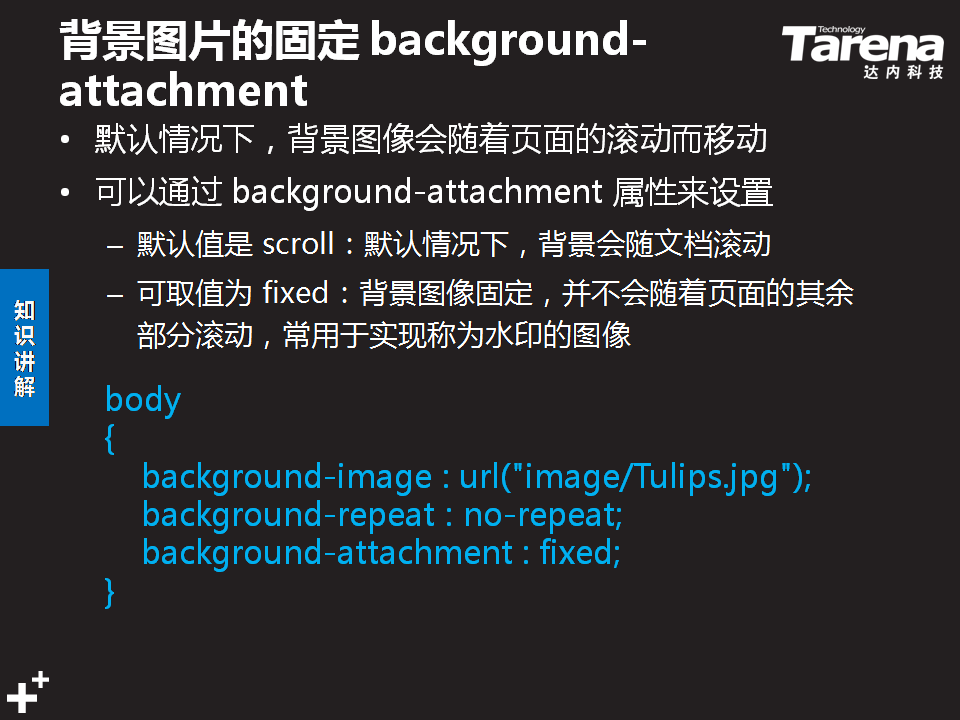 背景图片的固定 background-
attachment
Technology
Tarena
达内科技
• 默认情况下，背景图像会随着页面的滚动而移动
• 可以通过 background-attachment 属性来设置
– 默认值是 scroll：默认情况下，背景会随文档滚动
– 可取值为 fixed：背景图像固定，并不会随着页面的其余
部分滚动，常用于实现称为水印的图像
知
识
讲
解
body
{
background-image : url("image/Tulips.jpg");
background-repeat : no-repeat;
background-attachment : fixed;
}